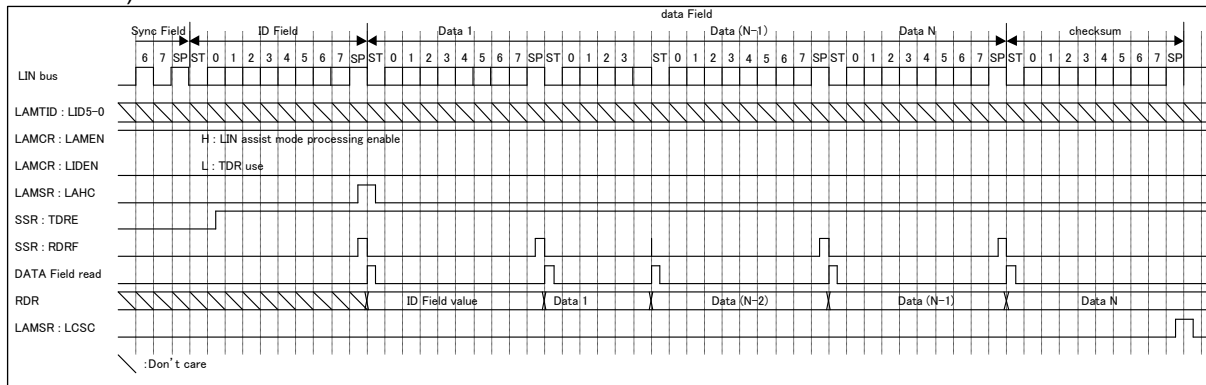 data Field
Sync Field ID Field Data 1 Data (N-1) Data N checksum
6 7 SP ST 0 1 2 3 4 5 6 7 SP ST 0 1 2 3 4 5 6 7 SP ST 0 1 2 3 ST 0 1 2 3 4 5 6 7 SP ST 0 1 2 3 4 5 6 7 SP ST 0 1 2 3 4 5 6 7 SP
LIN bus
LAMTID : LID5-0
LAMCR : LAMEN H : LIN assist mode processing enable
LAMCR : LIDEN L : TDR use
LAMSR : LAHC
SSR : TDRE
SSR : RDRF
DATA Field read
RDR ID Field value Data 1 Data (N-2) Data (N-1) Data N
LAMSR : LCSC
:Don't care